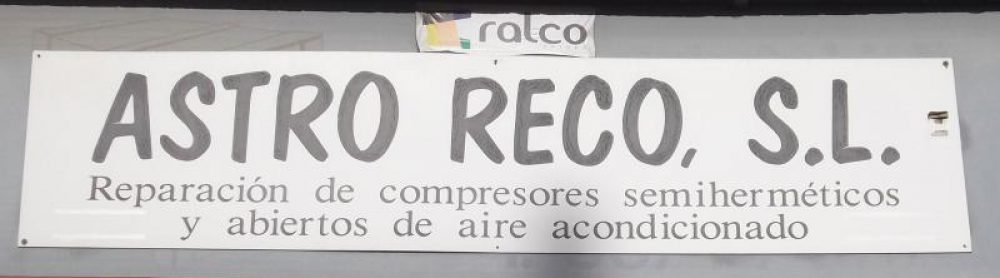 ralco
ASTRO RECO, S.L.
Reparación de compresores semiherméticos
y abiertos de aire acondicionado